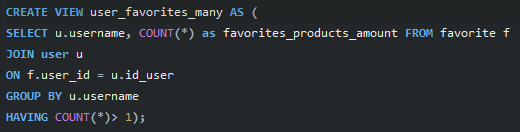 CREATE VIEW user_favorites_many AS (
SELECT u.username, COUNT(*) as favorites_products_amount FROM favorite f
JOIN user u
ON f.user_id = u.id_user
GROUP BY u.username
HAVING COUNT(*)> 1);